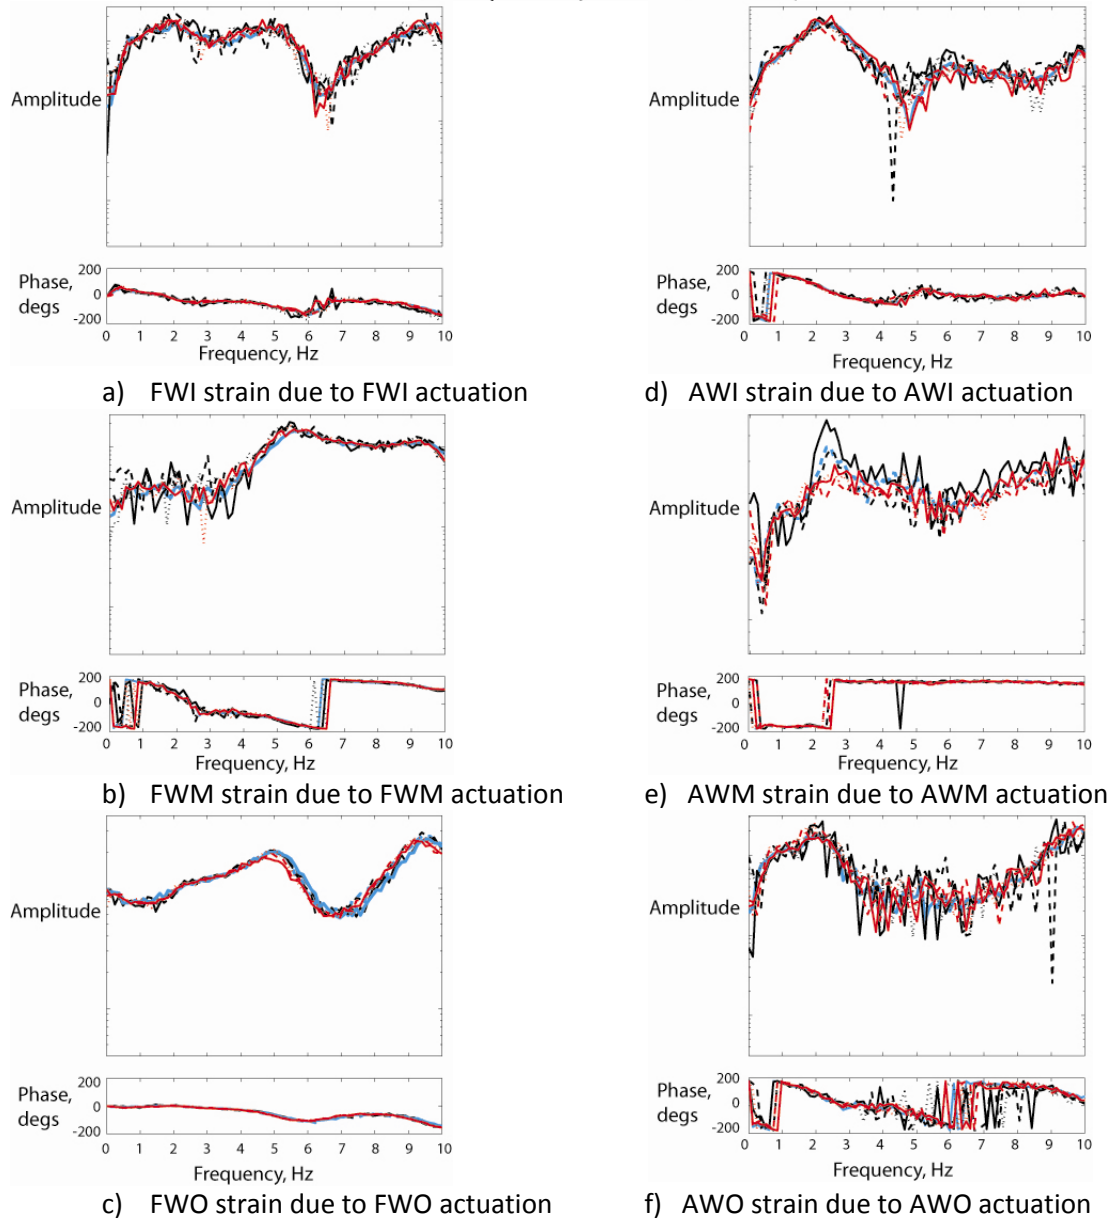 Amplitude
Phase, degs
200
0
-200
0 1 2 3 4 5 6 7 8 9 10
Frequency, Hz
a) FWI strain due to FWI actuation
Amplitude
Phase, degs
200
0
-200
0 1 2 3 4 5 6 7 8 9 10
Frequency, Hz
d) AWI strain due to AWI actuation
Amplitude
Phase, degs
200
0
-200
0 1 2 3 4 5 6 7 8 9 10
Frequency, Hz
b) FWM strain due to FWM actuation
Amplitude
Phase, degs
200
0
-200
0 1 2 3 4 5 6 7 8 9 10
Frequency, Hz
e) AWM strain due to AWM actuation
Amplitude
Phase, degs
200
0
-200
0 1 2 3 4 5 6 7 8 9 10
Frequency, Hz
c) FWO strain due to FWO actuation
Amplitude
Phase, degs
200
0
-200
0 1 2 3 4 5 6 7 8 9 10
Frequency, Hz
f) AWO strain due to AWO actuation